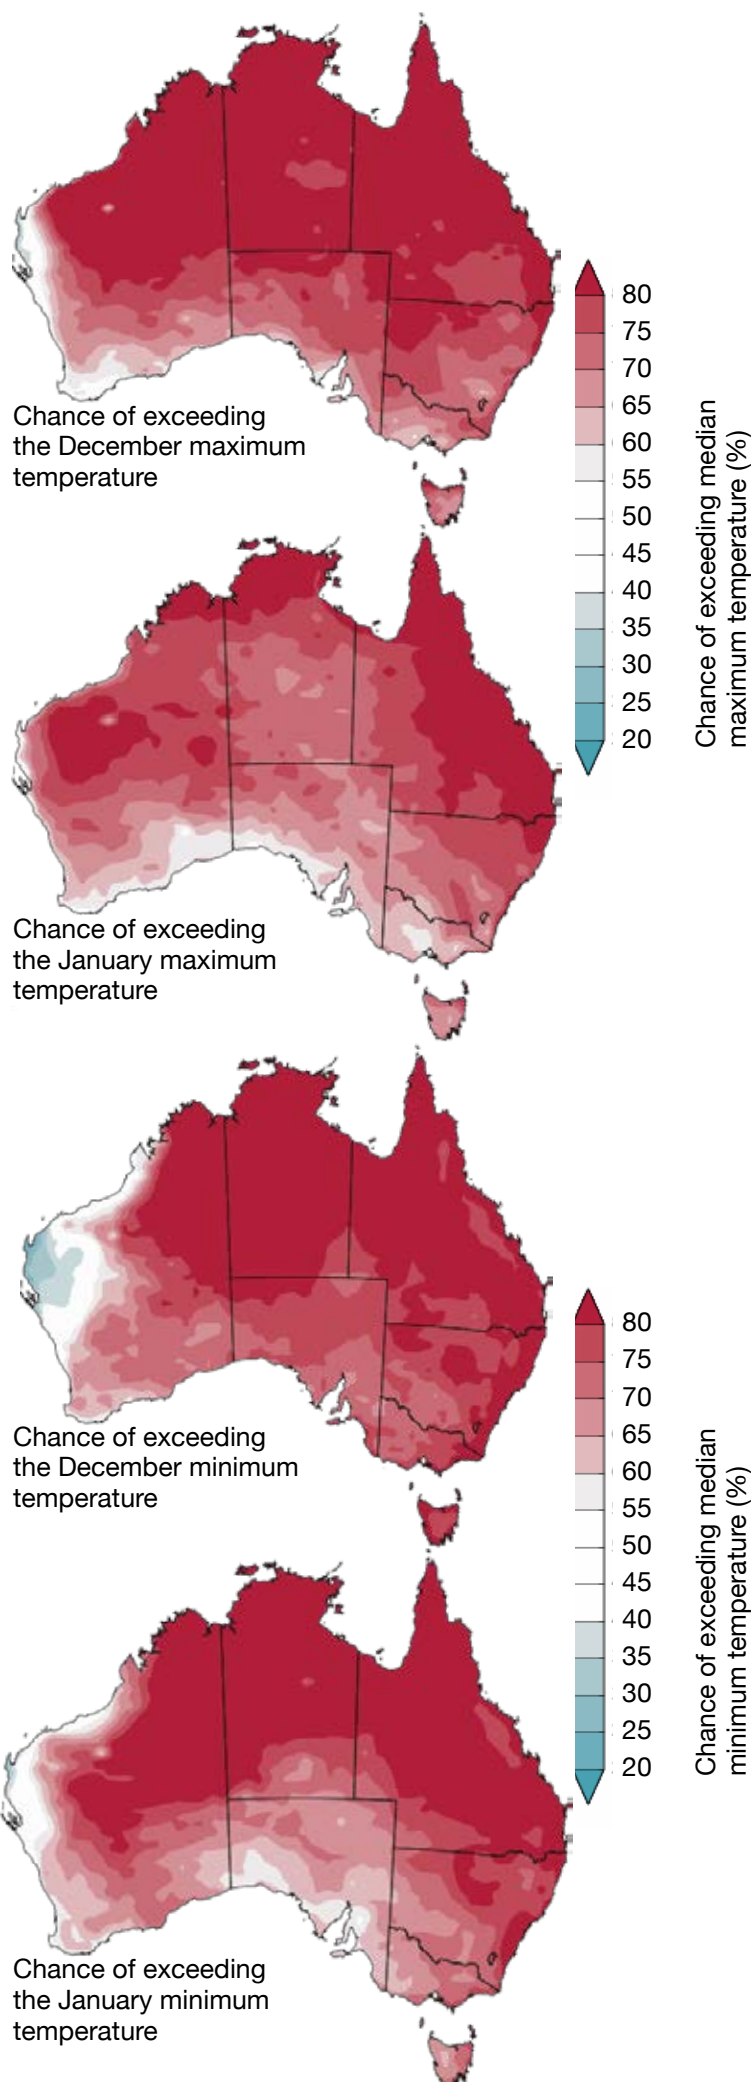 Chance of exceeding
the December maximum
temperature
80
75
70
65
60
55
50
45
40
35
30
25
20
Chance of exceeding median
maximum temperature (%)
Chance of exceeding
the January maximum
temperature
Chance of exceeding
the December minimum
temperature
80
75
70
65
60
55
50
45
40
35
30
25
20
Chance of exceeding median
minimum temperature (%)
Chance of exceeding
the January minimum
temperature